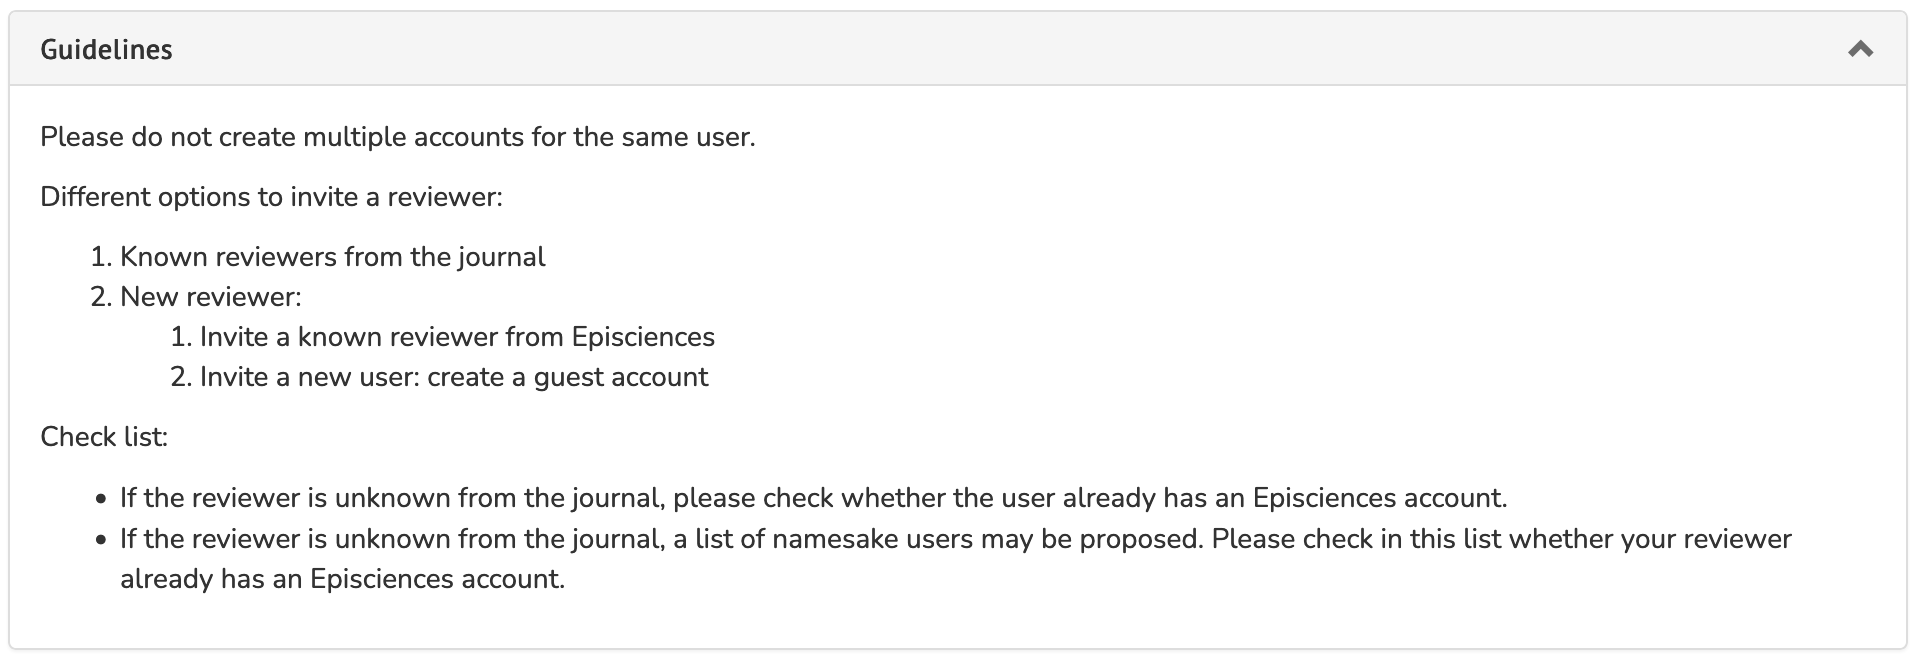 Guidelines
Please do not create multiple accounts for the same user.
Different options to invite a reviewer:
1. Known reviewers from the journal
2. New reviewer:
1. Invite a known reviewer from Episciences
2. Invite a new user: create a guest account
Check list:
• If the reviewer is unknown from the journal, please check whether the user already has an Episciences account.
• If the reviewer is unknown from the journal, a list of namesake users may be proposed. Please check in this list whether your reviewer
already has an Episciences account.